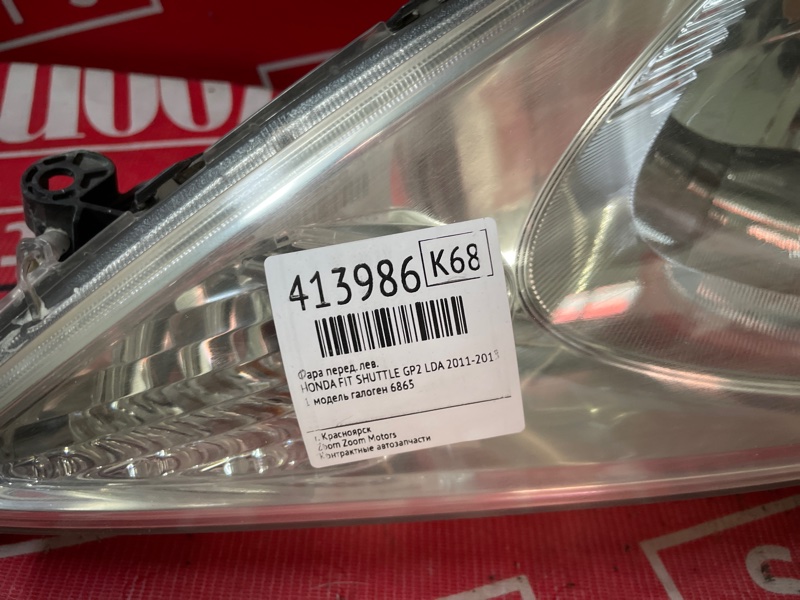 413986 K68
Фара перед. лев.
HONDA FIT SHUTTLE GP2 LDA 2011-2013
1 модель галоген 6865
г. Красноярск
Zoom Zoom Motors
Контрактные автозапчасти